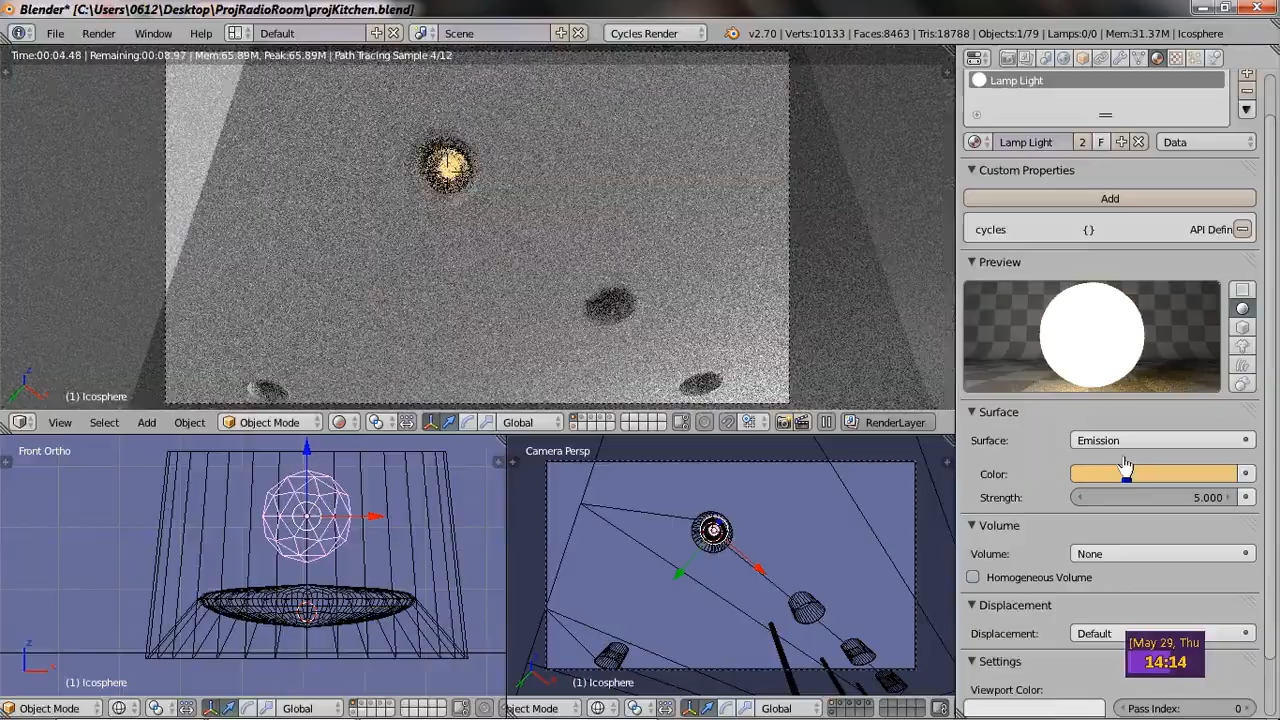 Blender* [C:\Users\0612\Desktop\ProjRadioRoom\projKitchen.blend]
File Render Window Help Default Scene Cycles Render v2.70 | Verts:10133 | Faces:8463 | Tris:18788 | Objects:1/79 | Lamps:0/0 | Mem:31.37M | Icosphere
Time:00:04.48 | Remaining:00:08.97 | Mem:65.89M, Peak:65.89M | Path Tracing Sample 4/12
(1) Icosphere
View Select Add Object Object Mode Global RenderLayer
Front Ortho
(1) Icosphere
Object Mode Global
Camera Persp
(1) Icosphere
bject Mode Global
Lamp Light
Lamp Light 2 F Data
Custom Properties
Add
cycles {} API Defin
Preview
Surface
Surface: Emission
Color:
Strength: 5.000
Volume
Volume: None
Homogeneous Volume
Displacement
Displacement: Default
[May 29, Thu
14:14
Settings
Viewport Color:
Pass Index: 0